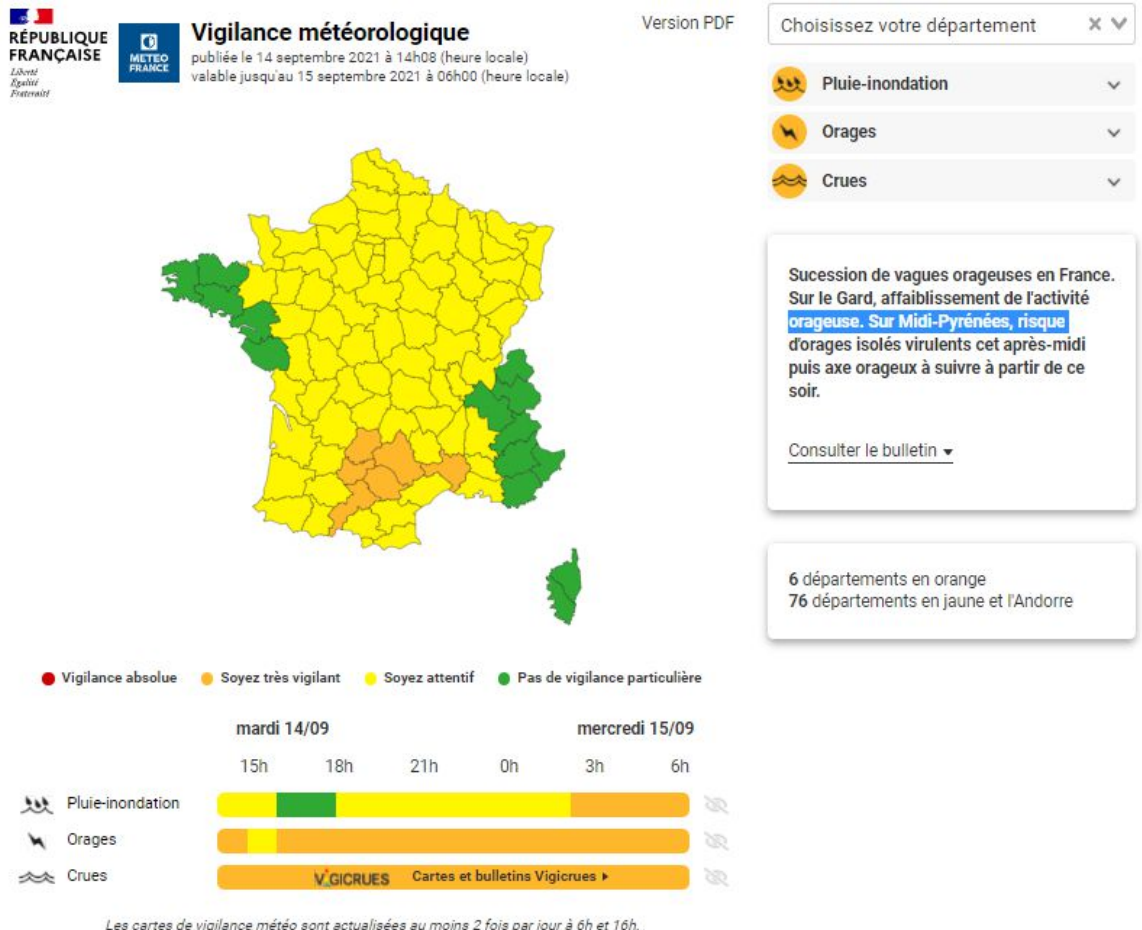 RÉPUBLIQUE
FRANÇAISE
Liberté
Égalité
Fraternité
METEO
FRANCE
Vigilance météorologique
publiée le 14 septembre 2021 à 14h08 (heure locale)
valable jusqu'au 15 septembre 2021 à 06h00 (heure locale)
Version PDF
Choisissez votre département
Pluie-inondation
Orages
Crues
Sucession de vagues orageuses en France.
Sur le Gard, affaiblissement de l'activité
orageuse. Sur Midi-Pyrénées, risque
d'orages isolés virulents cet après-midi
puis axe orageux à suivre à partir de ce
soir.
Consulter le bulletin
6 départements en orange
76 départements en jaune et l'Andorre
Vigilance absolue Soyez très vigilant Soyez attentif Pas de vigilance particulière
mardi 14/09 mercredi 15/09
15h 18h 21h 0h 3h 6h
Pluie-inondation
Orages
Crues VIGICRUES Cartes et bulletins Vigicrues
Les cartes de vigilance météo sont actualisées au moins 2 fois par jour à 6h et 16h.